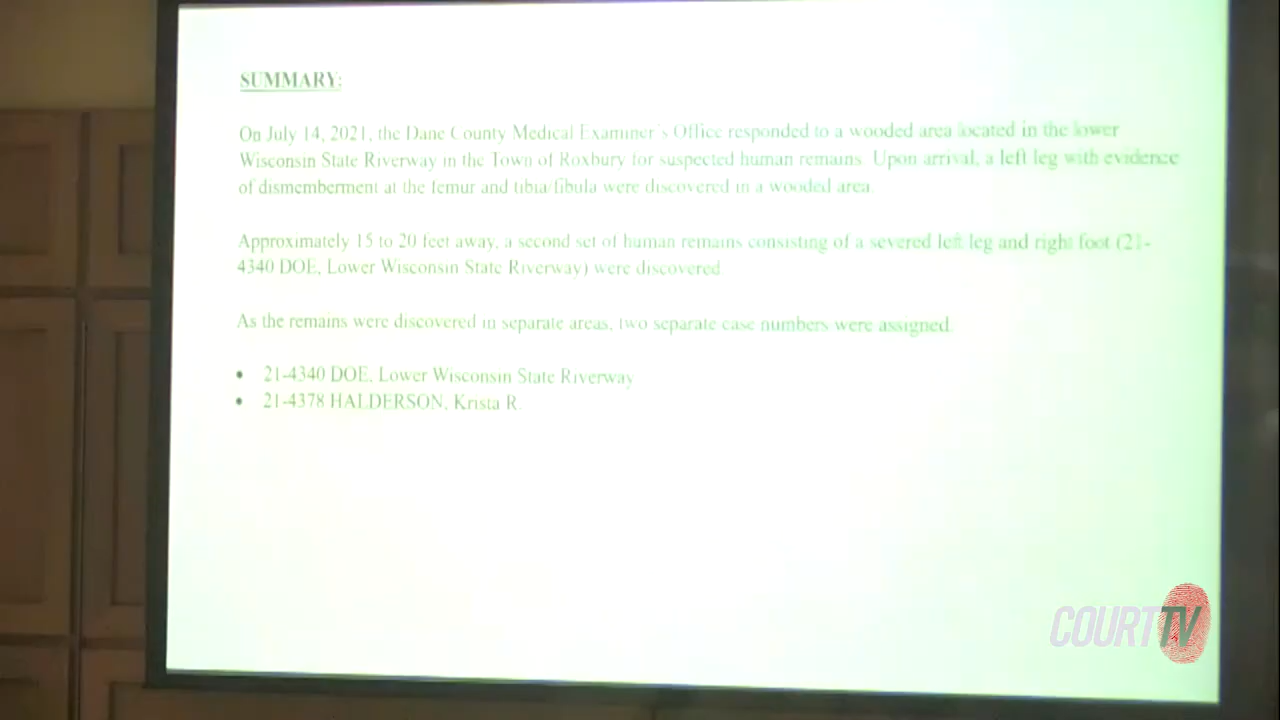 SUMMARY:
On July 14, 2021, the Dane County Medical Examiner's Office responded to a wooded area located in the lower
Wisconsin State Riverway in the Town of Roxbury for suspected human remains. Upon arrival, a left leg with evidence
of dismemberment at the femur and tibia/fibula were discovered in a wooded area.
Approximately 15 to 20 feet away, a second set of human remains consisting of a severed left leg and right foot (21-
4340 DOE, Lower Wisconsin State Riverway) were discovered.
As the remains were discovered in separate areas, two separate case numbers were assigned.
• 21-4340 DOE, Lower Wisconsin State Riverway
• 21-4378 HALDERSON, Krista R.
COURT TV